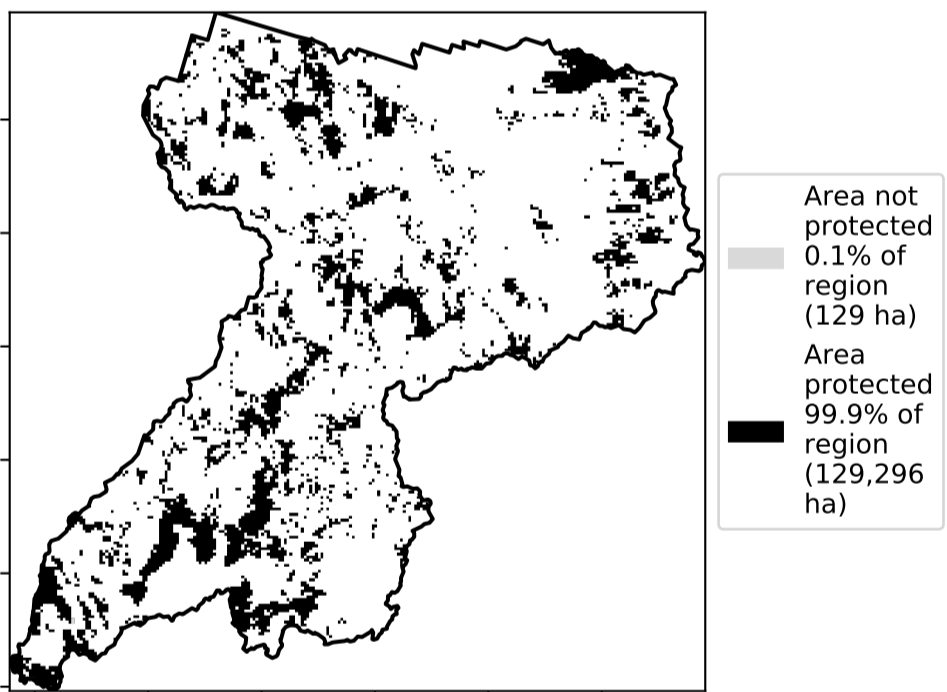 Area not
protected
0.1% of
region
(129 ha)
Area
protected
99.9% of
region
(129,296
ha)